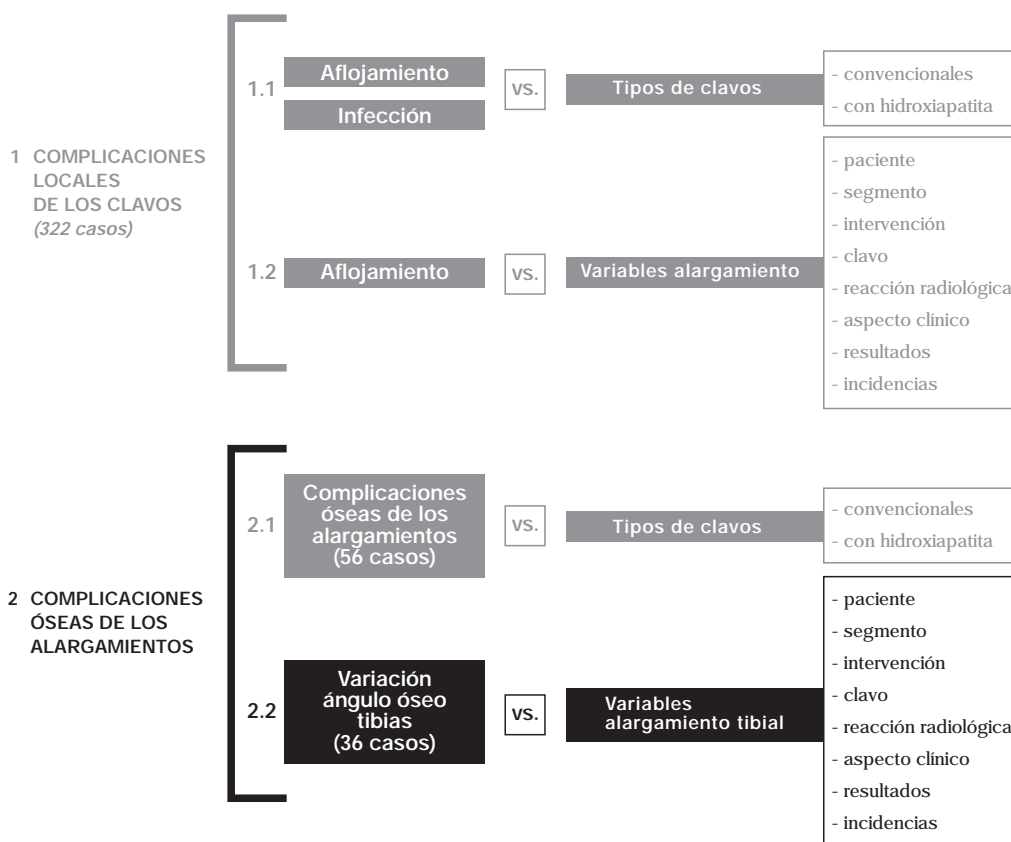 1 COMPLICACIONES
LOCALES
DE LOS CLAVOS
(322 casos)
1.1
Aflojamiento
Infección
vs.
Tipos de clavos
- convencionales
- con hidroxiapatita
1.2
Aflojamiento
vs.
Variables alargamiento
- paciente
- segmento
- intervención
- clavo
- reacción radiológica
- aspecto clínico
- resultados
- incidencias
2 COMPLICACIONES
ÓSEAS DE LOS
ALARGAMIENTOS
2.1
Complicaciones
óseas de los
alargamientos
(56 casos)
vs.
Tipos de clavos
- convencionales
- con hidroxiapatita
2.2
Variación
ángulo óseo
tibias
(36 casos)
vs.
Variables
alargamiento tibial
- paciente
- segmento
- intervención
- clavo
- reacción radiológica
- aspecto clínico
- resultados
- incidencias